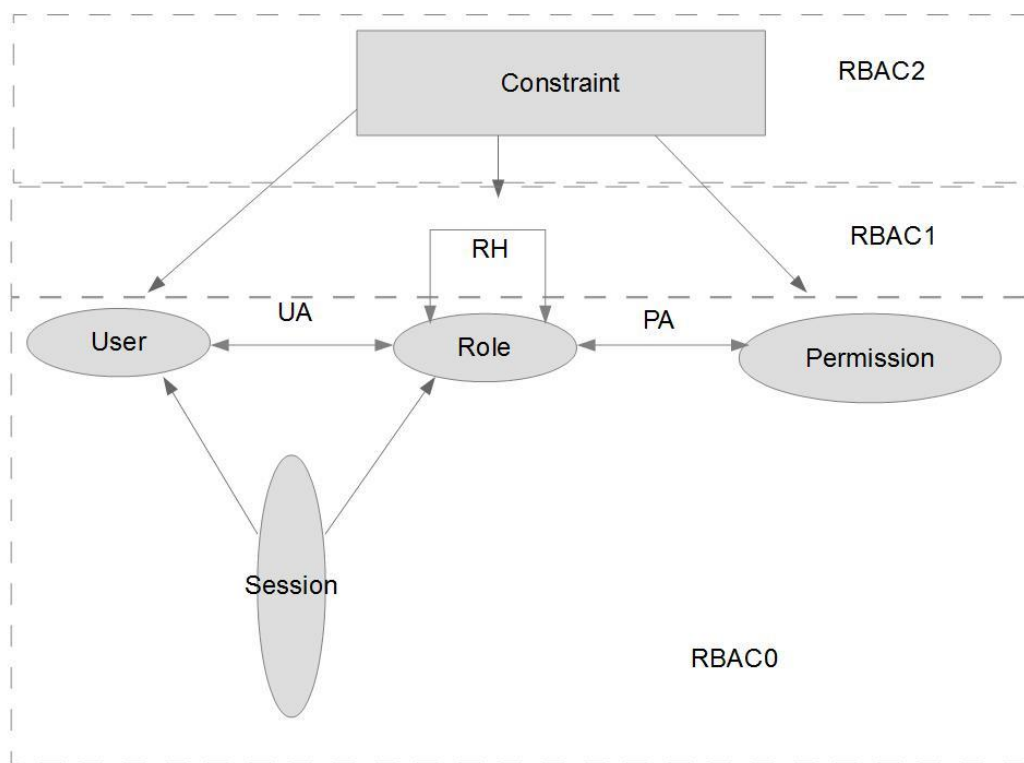 RBAC2
Constraint
RBAC1
RH
UA
PA
User
Role
Permission
Session
RBAC0